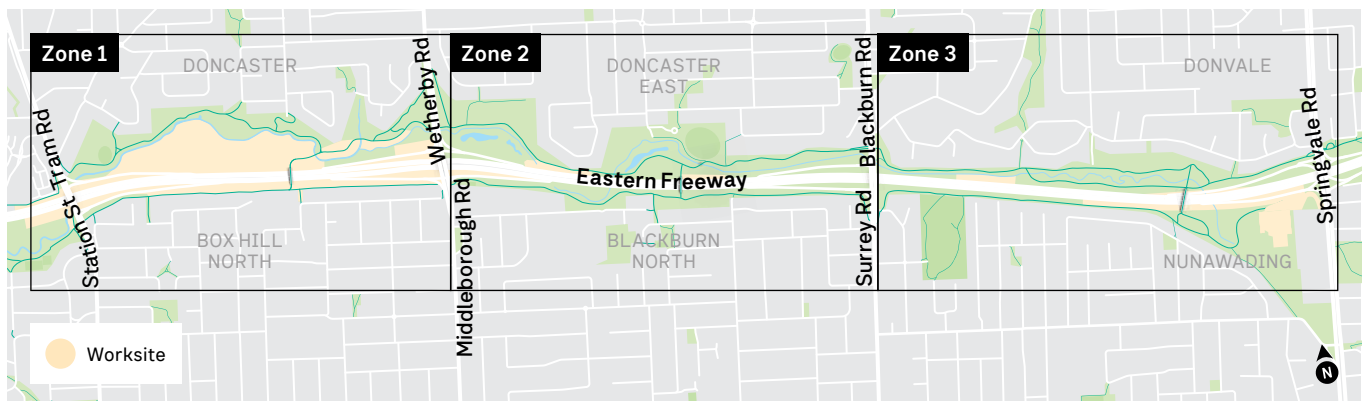 Zone 1
Zone 2
Zone 3
DONCASTER
DONCASTER
EAST
DONVALE
Tram Rd
Station St
Wetherby Rd
Middleborough Rd
Blackburn Rd
Surrey Rd
Springvale Rd
Eastern Freeway
BOX HILL
NORTH
BLACKBURN
NORTH
NUNAWADING
Worksite
N